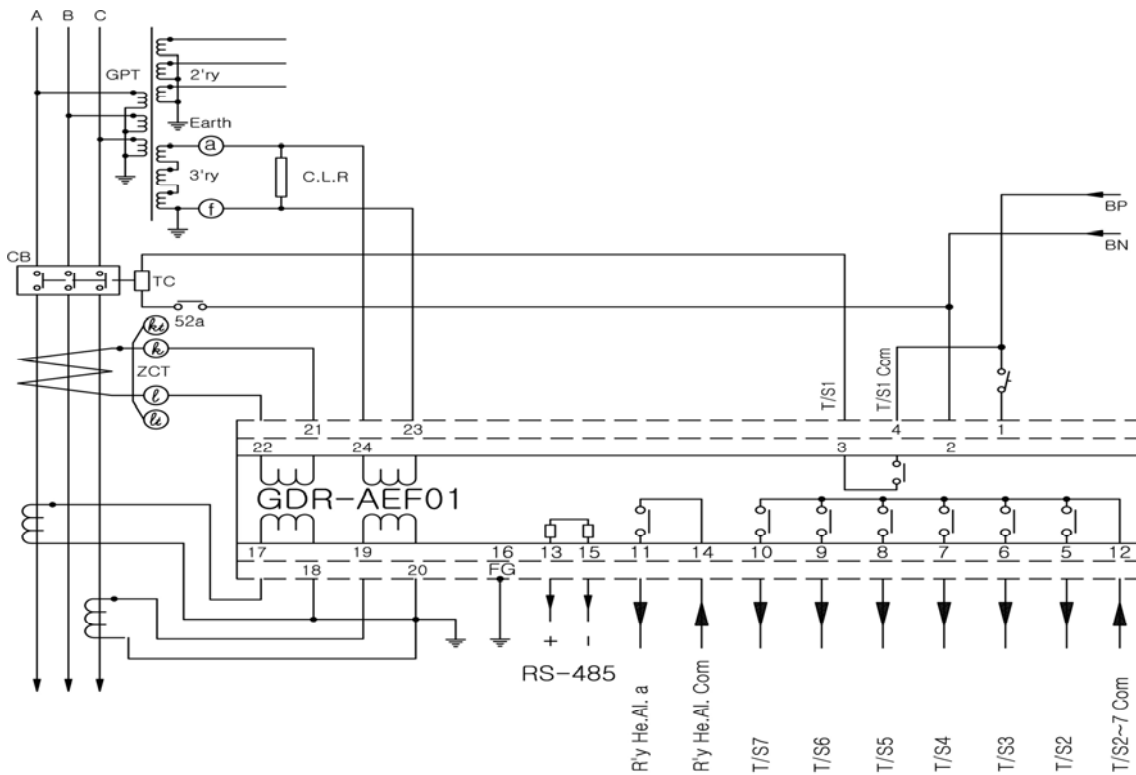 A B C
GPT
2'ry
Earth
a
3'ry
C.L.R
f
BP
BN
CB
TC
52a
kt
k
ZCT
l
lt
T/S1
T/S1 Com
21 23 4 1
22 24 3 2
GDR-AEF01
17 19 16 13 15 11 14 10 9 8 7 6 5 12
18 20 FG
+ -
RS-485
R'y He.Al. a
R'y He.Al. Com
T/S7
T/S6
T/S5
T/S4
T/S3
T/S2
T/S2~7 Com